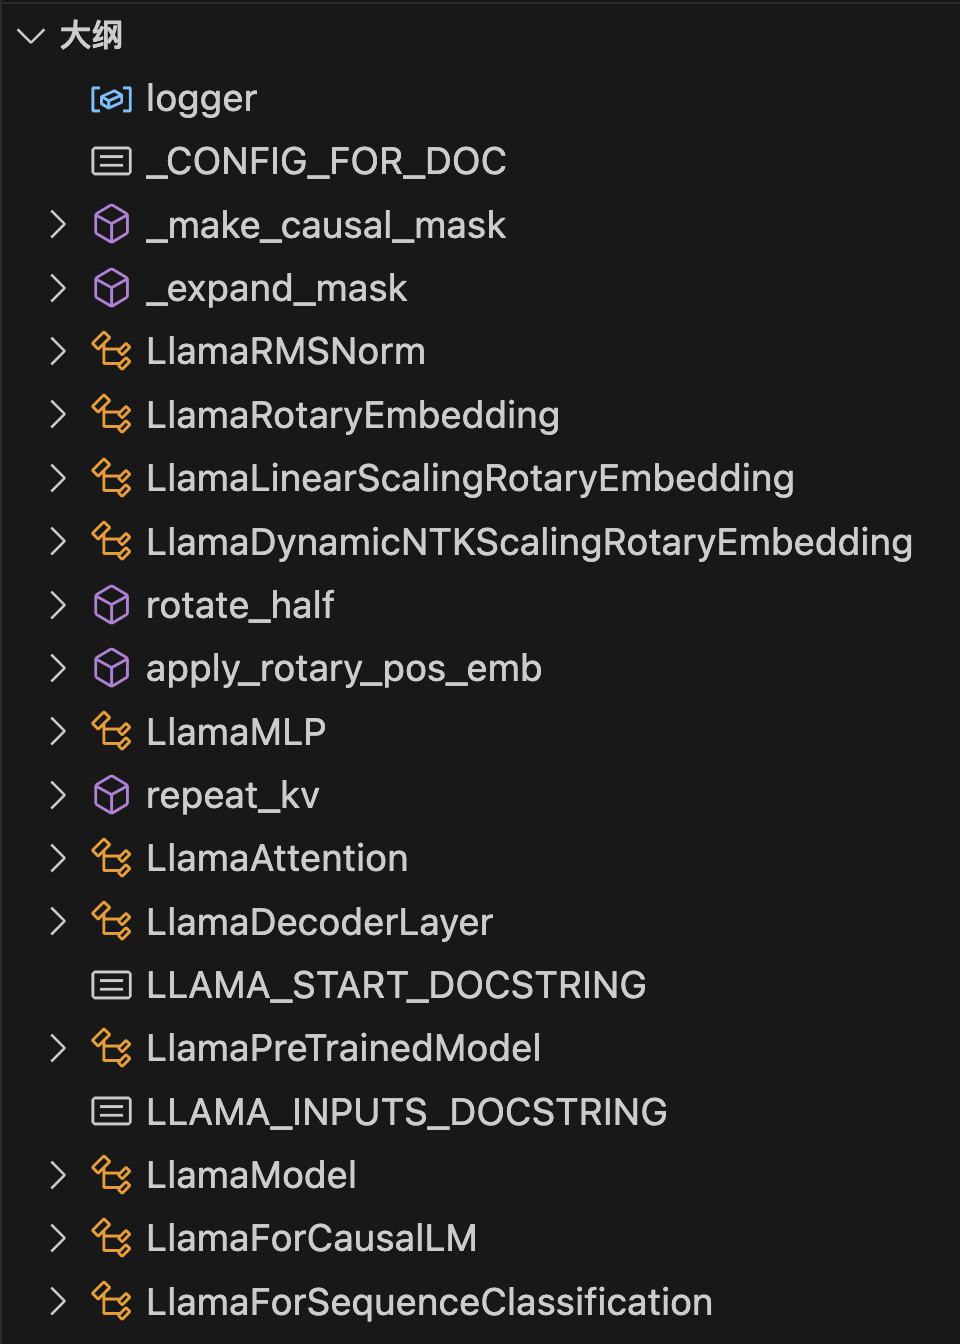 大纲
logger
_CONFIG_FOR_DOC
_make_causal_mask
_expand_mask
LlamaRMSNorm
LlamaRotaryEmbedding
LlamaLinearScalingRotaryEmbedding
LlamaDynamicNTKScalingRotaryEmbedding
rotate_half
apply_rotary_pos_emb
LlamaMLP
repeat_kv
LlamaAttention
LlamaDecoderLayer
LLAMA_START_DOCSTRING
LlamaPreTrainedModel
LLAMA_INPUTS_DOCSTRING
LlamaModel
LlamaForCausalLM
LlamaForSequenceClassification